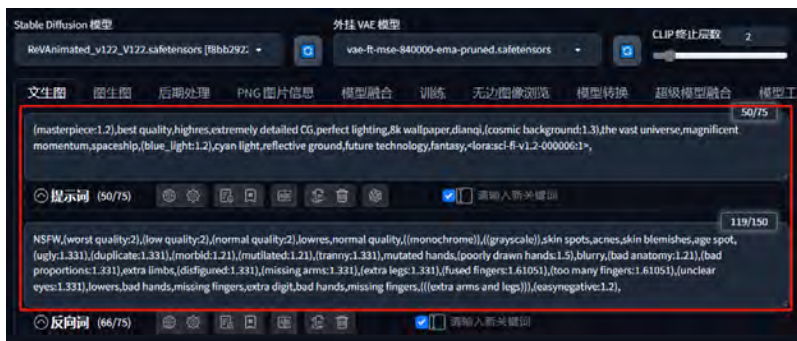 Stable Diffusion 模型
外挂 VAE 模型
CLIP 终止层数 2
ReVAnimated_v122_V122.safetensors [f8bb292:
vae-ft-mse-840000-ema-pruned.safetensors
文生图 图生图 后期处理 PNG 图片信息 模型融合 训练 无边图像浏览 模型转换 超级模型融合 模型工
50/75
(masterpiece:1.2),best quality,highres,extremely detailed CG,perfect lighting,8k wallpaper,dianqi,(cosmic background:1.3),the vast universe,magnificent
momentum,spaceship,(blue_light:1.2),cyan light,reflective ground,future technology,fantasy,<lora:sci-fi-v1.2-000006:1>,
提示词 (50/75) 请输入新关键词
119/150
NSFW,(worst quality:2),(low quality:2),(normal quality:2),lowres,normal quality,((monochrome)),((grayscale)),skin spots,acnes,skin blemishes,age spot,
(ugly:1.331),(duplicate:1.331),(morbid:1.21),(mutilated:1.21),(tranny:1.331),mutated hands,(poorly drawn hands:1.5),blurry,(bad anatomy:1.21),(bad
proportions:1.331),extra limbs,(disfigured:1.331),(missing arms:1.331),(extra legs:1.331),(fused fingers:1.61051),(too many fingers:1.61051),(unclear
eyes:1.331),lowers,bad hands,missing fingers,extra digit,bad hands,missing fingers,(((extra arms and legs))),(easynegative:1.2),
反向词 (66/75) 请输入新关键词